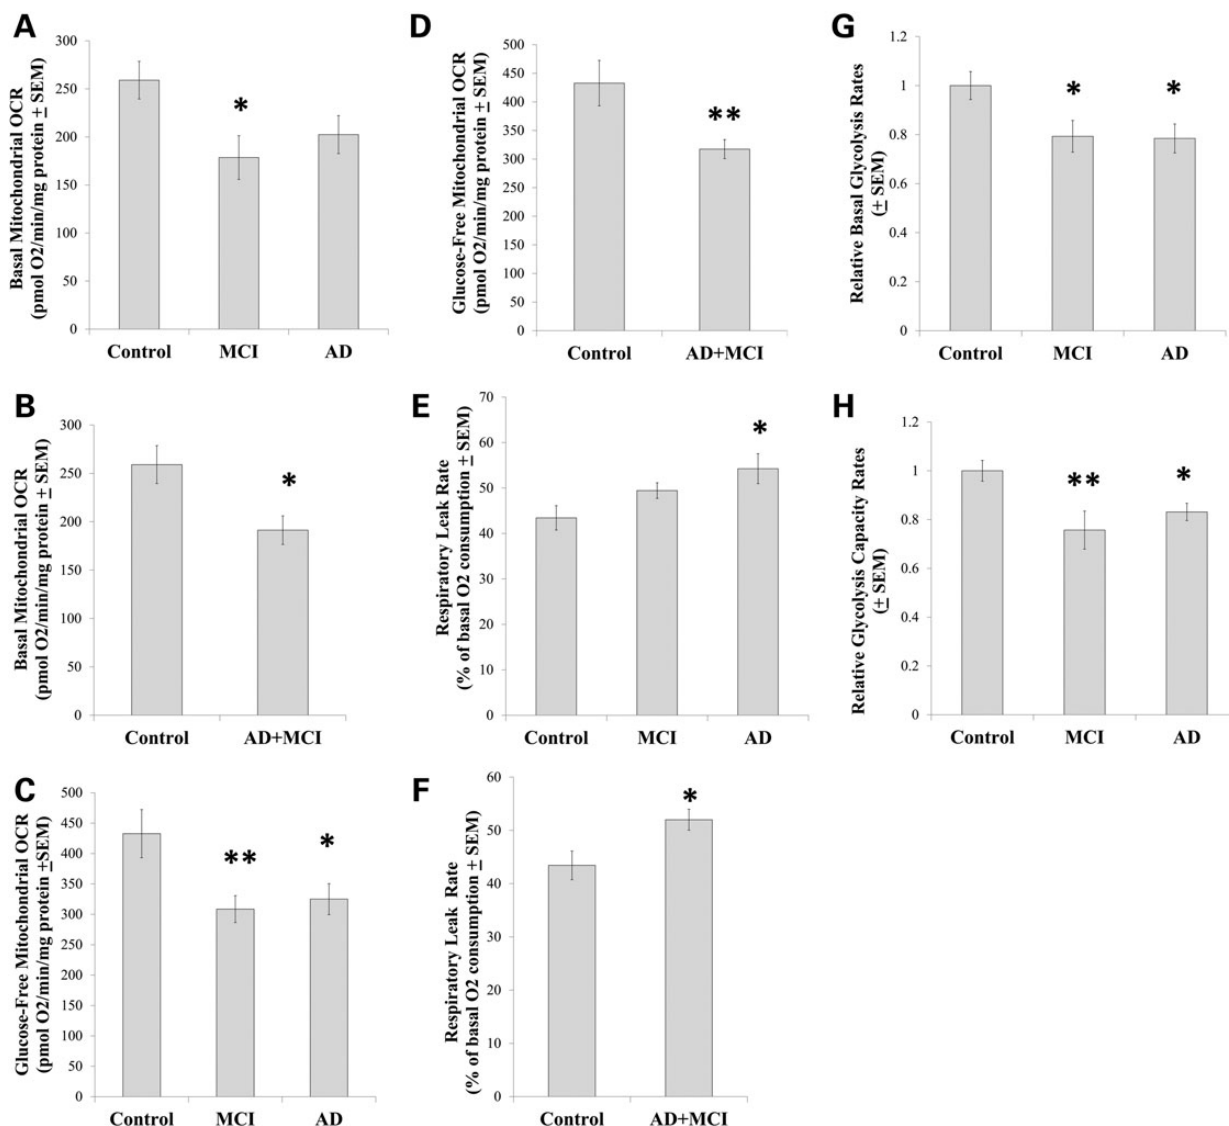 A
Basal Mitochondrial OCR
(pmol O2/min/mg protein ± SEM)
300
250
200
150
100
50
0
*
Control MCI AD
B
Basal Mitochondrial OCR
(pmol O2/min/mg protein ± SEM)
300
250
200
150
100
50
0
*
Control AD+MCI
C
Glucose-Free Mitochondrial OCR
(pmol O2/min/mg protein ±SEM)
500
450
400
350
300
250
200
150
100
50
0
** *
Control MCI AD
D
Glucose-Free Mitochondrial OCR
(pmol O2/min/mg protein ± SEM)
500
450
400
350
300
250
200
150
100
50
0
**
Control AD+MCI
E
Respiratory Leak Rate
(% of basal O2 consumption ± SEM)
70
60
50
40
30
20
10
0
*
Control MCI AD
F
Respiratory Leak Rate
(% of basal O2 consumption ± SEM)
60
50
40
30
20
10
0
*
Control AD+MCI
G
Relative Basal Glycolysis Rates
(± SEM)
1.2
1
0.8
0.6
0.4
0.2
0
* *
Control MCI AD
H
Relative Glycolysis Capacity Rates
(± SEM)
1.2
1
0.8
0.6
0.4
0.2
0
** *
Control MCI AD